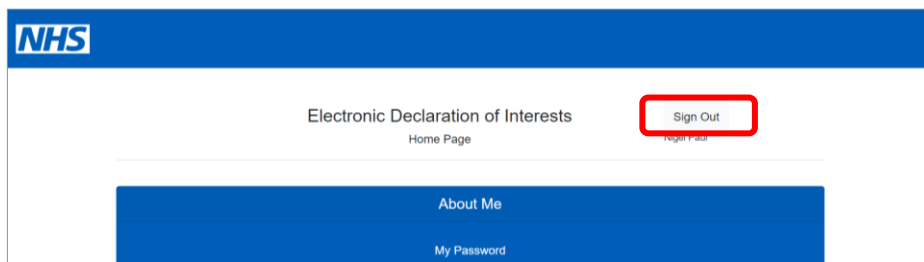 NHS
Electronic Declaration of Interests
Sign Out
Home Page
Nigel Paul
About Me
My Password